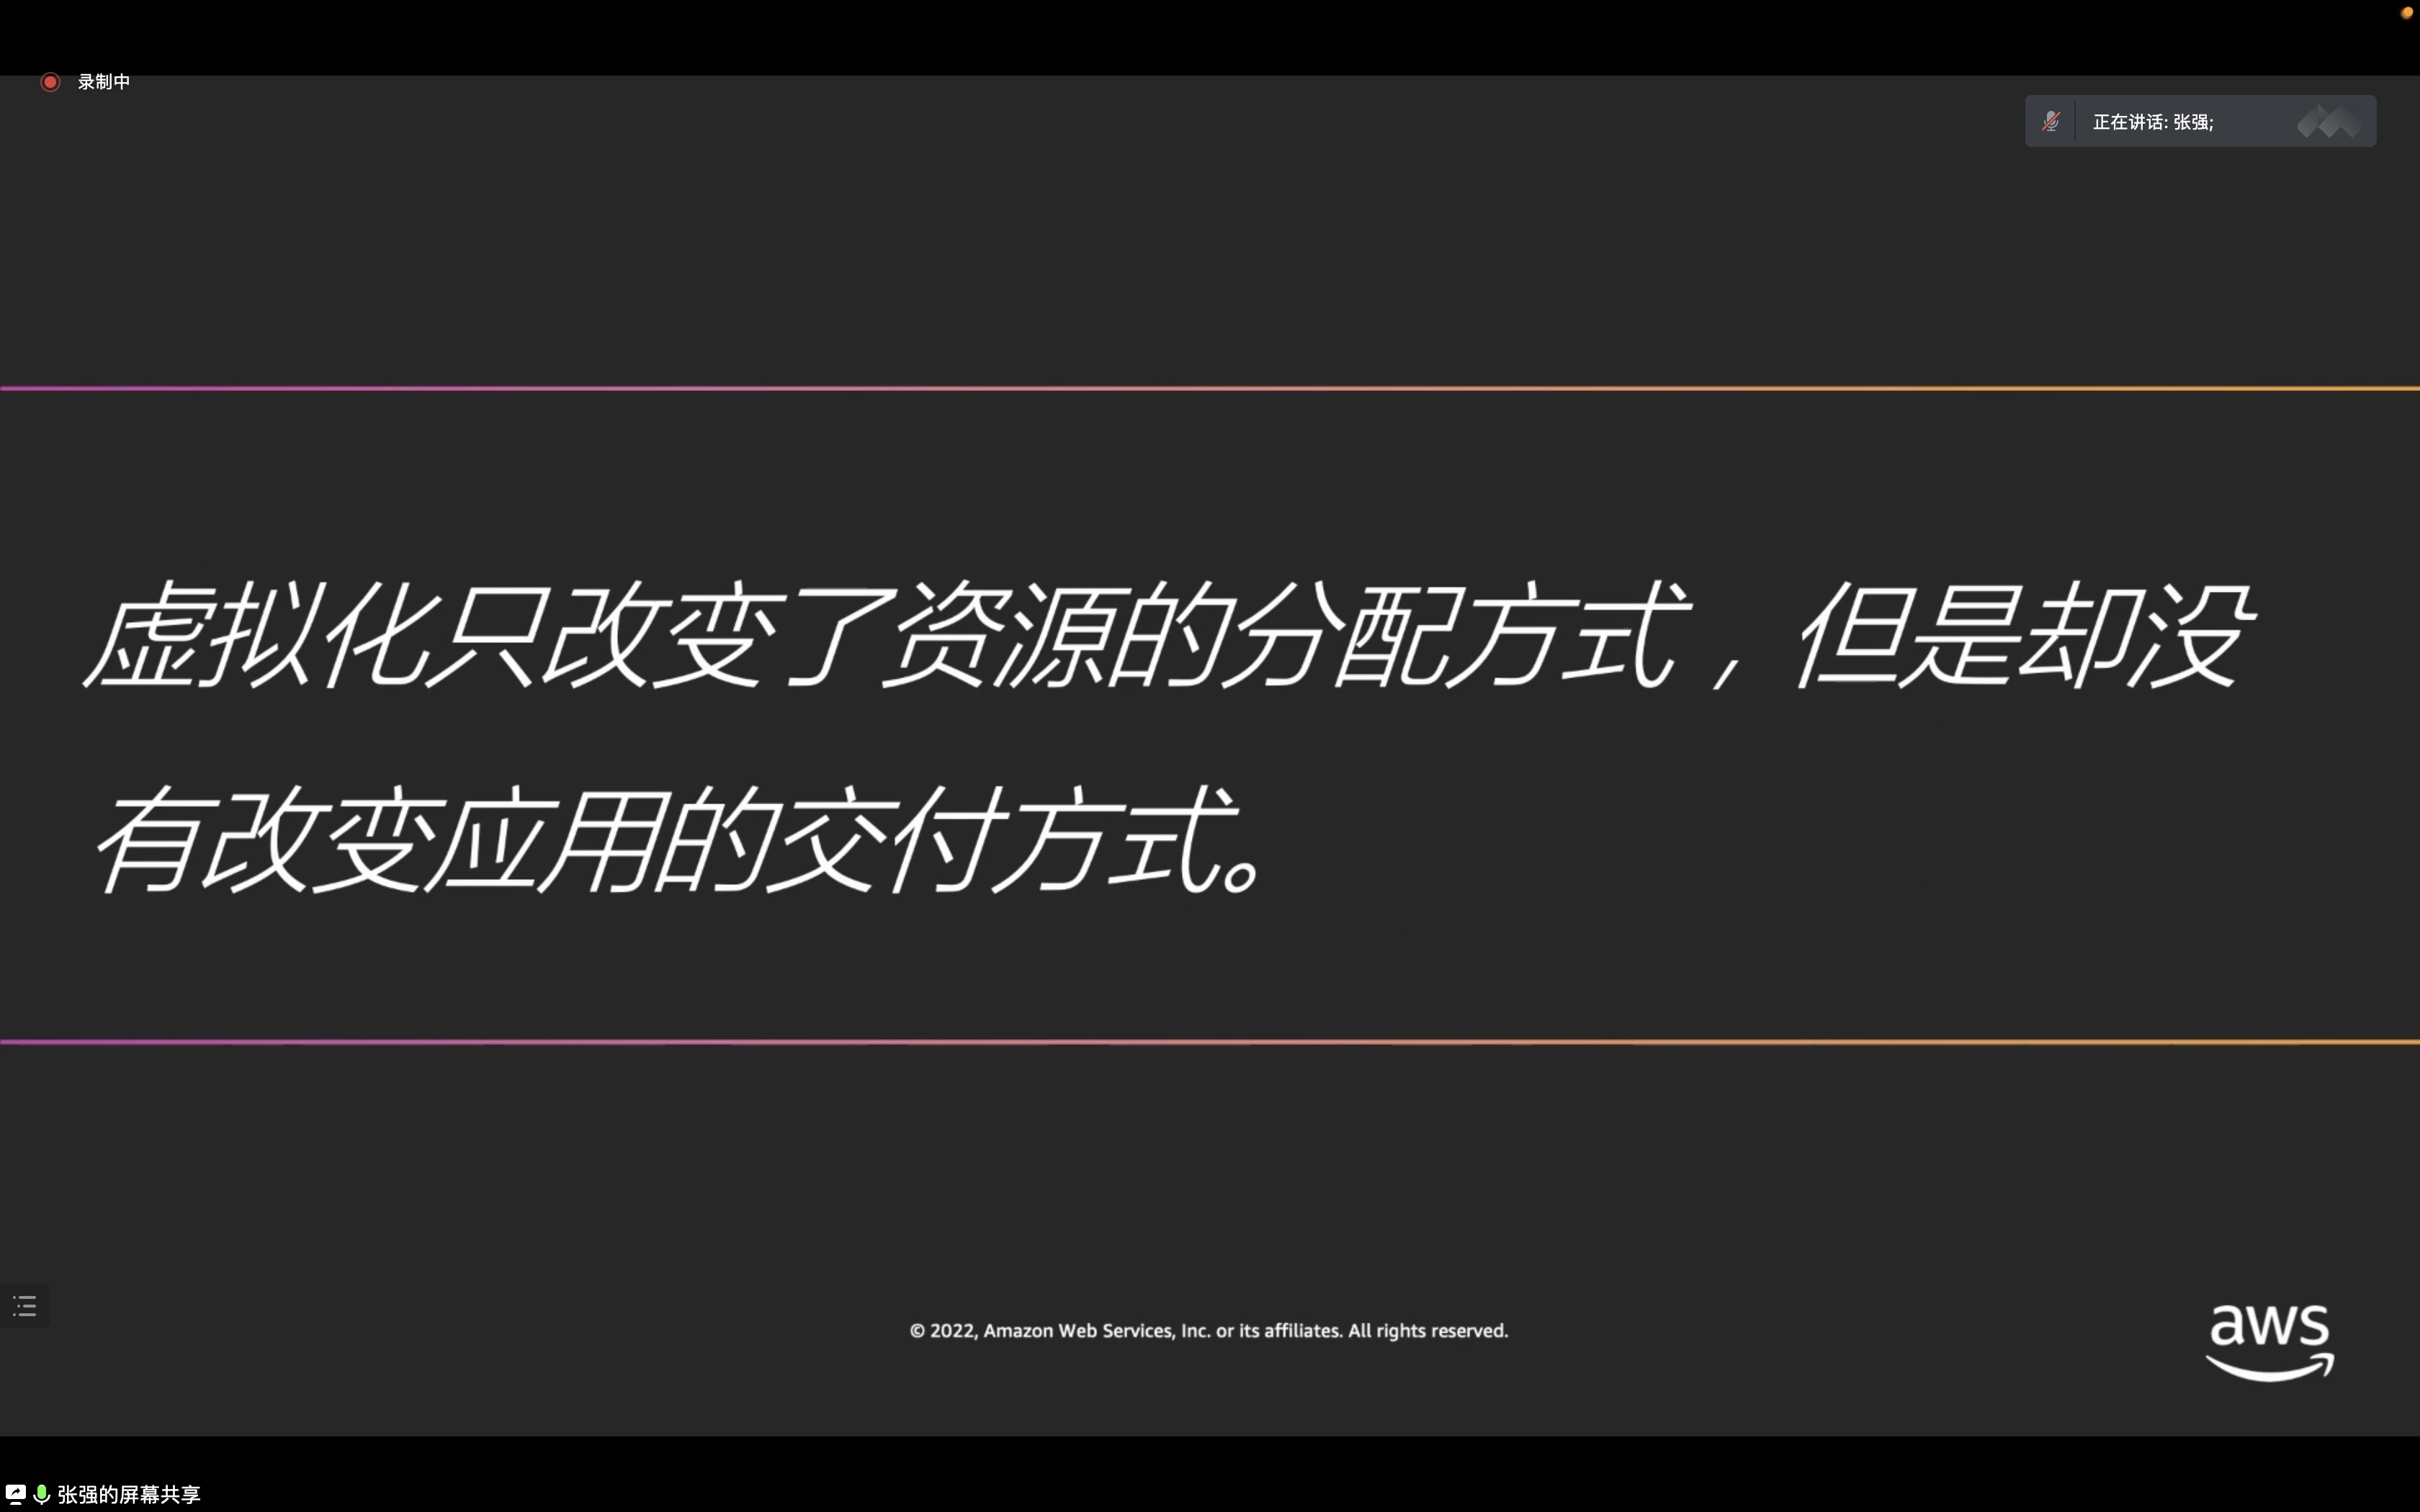 录制中
正在讲话: 张强;
虚拟化只改变了资源的分配方式，但是却没
有改变应用的交付方式。
© 2022, Amazon Web Services, Inc. or its affiliates. All rights reserved.
aws
张强的屏幕共享